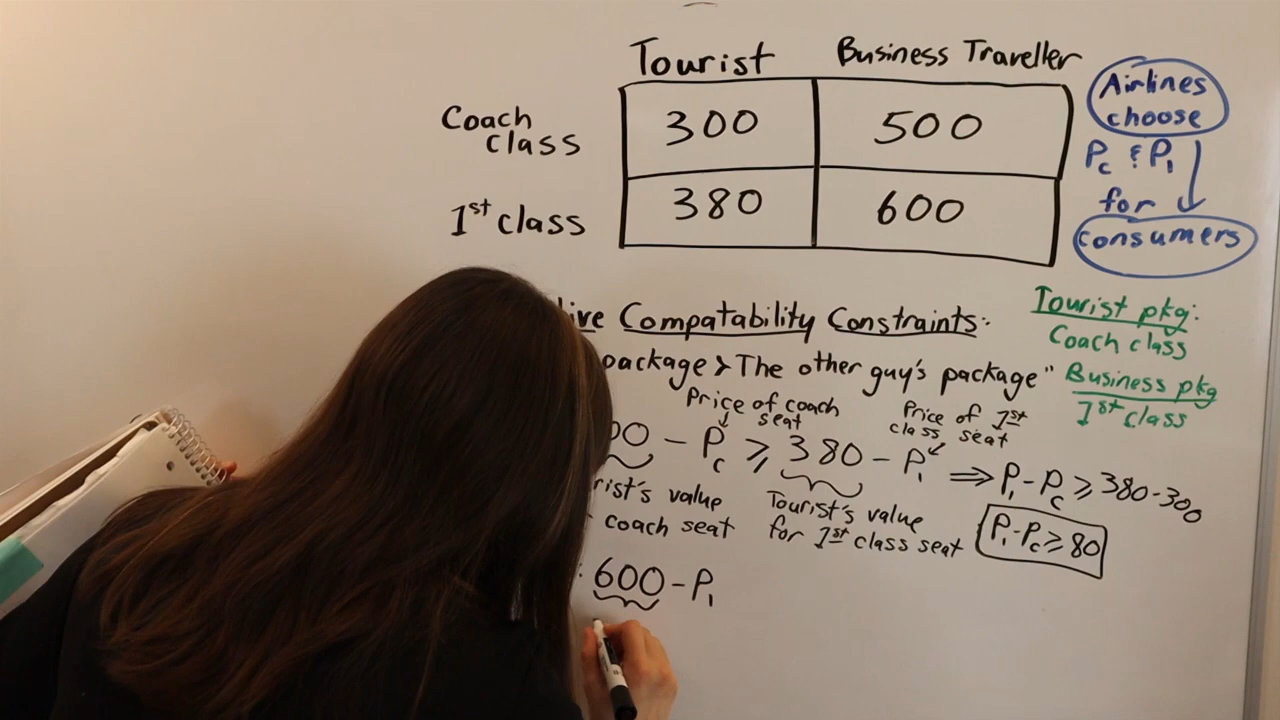 Tourist Business Traveller
Coach class 300 500
1st class 380 600
Airlines
choose
Pc & P1
for
consumers
Compatability Constraints:
package > The other guy's package"
Tourist pkg:
Coach class
Business pkg
1st class
Price of coach
seat
Price of 1st
class seat
- Pc ≥ 380 - P1 ⟹ P1 - Pc ≥ 380-300
value
coach seat
Tourist's value
for 1st class seat
P1-Pc ≥ 80
: 600 - P1